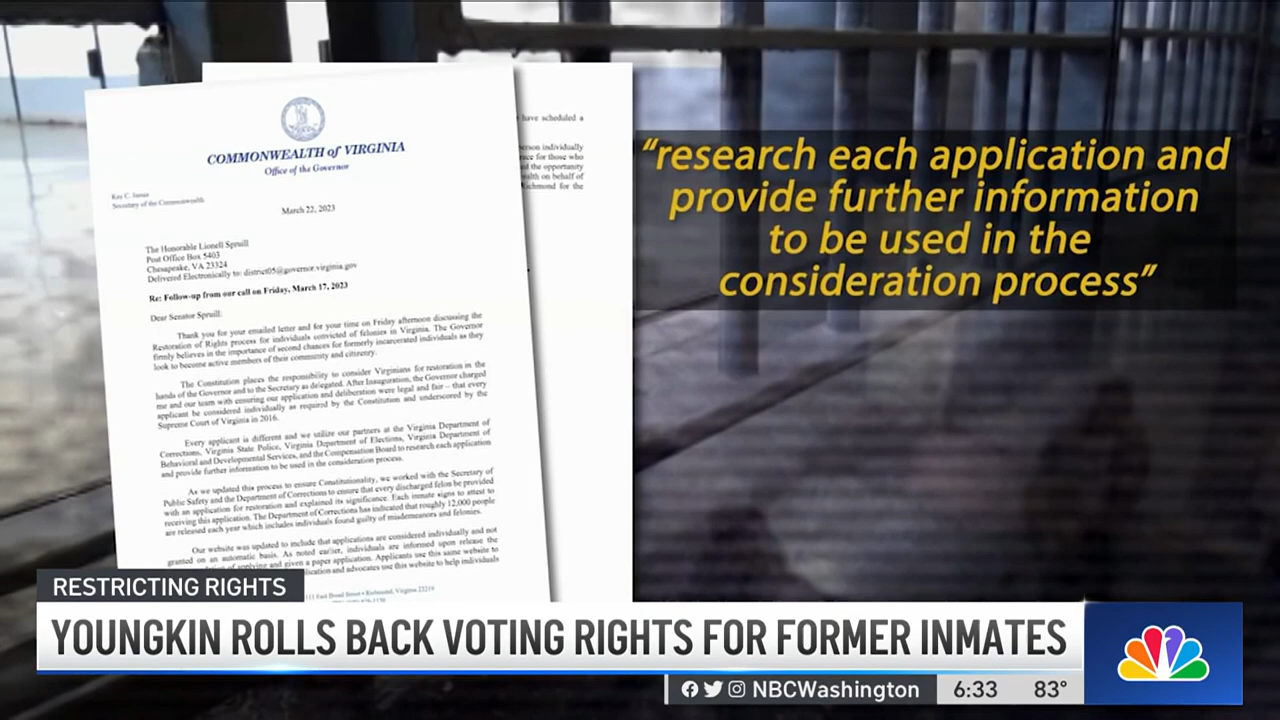 COMMONWEALTH of VIRGINIA
Office of the Governor
Kay C. James
Secretary of the Commonwealth
March 22, 2023
The Honorable Lionell Spruill
Post Office Box 5403
Chesapeake, VA 23324
Delivered Electronically to: district05@governor.virginia.gov
Re: Follow-up from our call on Friday, March 17, 2023
Dear Senator Spruill:
Thank you for your emailed letter and for your time on Friday afternoon discussing the
Restoration of Rights process for individuals convicted of felonies in Virginia. The Governor
firmly believes in the importance of second chances for formerly incarcerated individuals as they
look to become active members of their community and citizenry.
The Constitution places the responsibility to consider Virginians for restoration in the
hands of the Governor and to the Secretary as delegated. After Inauguration, the Governor charged
me and our team with ensuring our application and deliberation were legal and fair – that every
applicant be considered individually as required by the Constitution and underscored by the
Supreme Court of Virginia in 2016.
Every applicant is different and we utilize our partners at the Virginia Department of
Corrections, Virginia State Police, Virginia Department of Elections, Virginia Department of
Behavioral and Developmental Services, and the Compensation Board to research each application
and provide further information to be used in the consideration process.
As we updated this process to ensure Constitutionality, we worked with the Secretary of
Public Safety and the Department of Corrections to ensure that every discharged felon be provided
with an application for restoration and explained its significance. Each inmate signs to attest to
receiving this application. The Department of Corrections has indicated that roughly 12,000 people
are released each year which includes individuals found guilty of misdemeanors and felonies.
Our website was updated to include that applications are considered individually and not
granted on an automatic basis. As noted earlier, individuals are informed upon release the
of applying and given a paper application. Applicants use this same website to
and advocates use this website to help individuals
East Broad Street • Richmond, Virginia 23219
have scheduled a
person individually
for those who
the opportunity
on behalf of
Richmond for the
“research each application and
provide further information
to be used in the
consideration process”
RESTRICTING RIGHTS
YOUNGKIN ROLLS BACK VOTING RIGHTS FOR FORMER INMATES
NBCWashington
6:33 83°